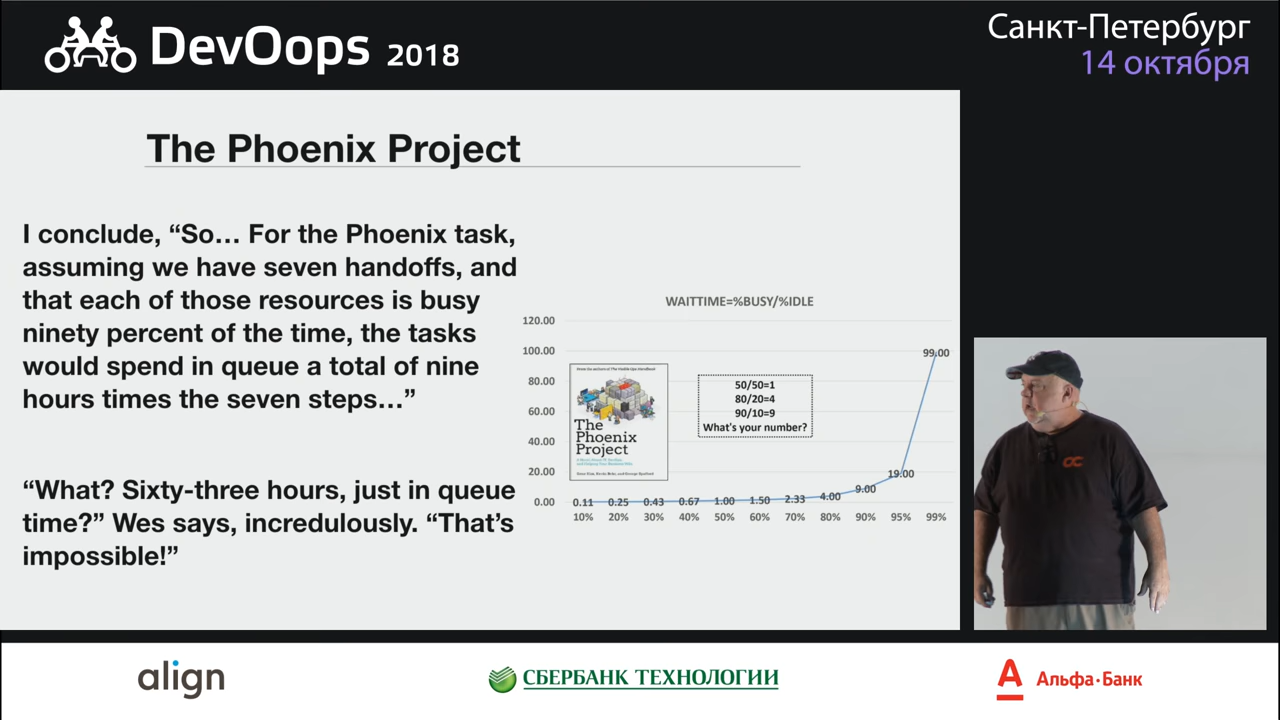 DevOops 2018
Санкт-Петербург
14 октября
The Phoenix Project
I conclude, “So... For the Phoenix task,
assuming we have seven handoffs, and
that each of those resources is busy
ninety percent of the time, the tasks
would spend in queue a total of nine
hours times the seven steps...”
“What? Sixty-three hours, just in queue
time?” Wes says, incredulously. “That’s
impossible!”
WAITTIME=%BUSY/%IDLE
120.00
100.00
80.00
60.00
40.00
20.00
0.00
The
Phoenix
Project
50/50=1
80/20=4
90/10=9
What's your number?
0.11 0.25 0.43 0.67 1.00 1.50 2.33 4.00 9.00 19.00 99.00
10% 20% 30% 40% 50% 60% 70% 80% 90% 95% 99%
align
СБЕРБАНК ТЕХНОЛОГИИ
А Альфа·Банк